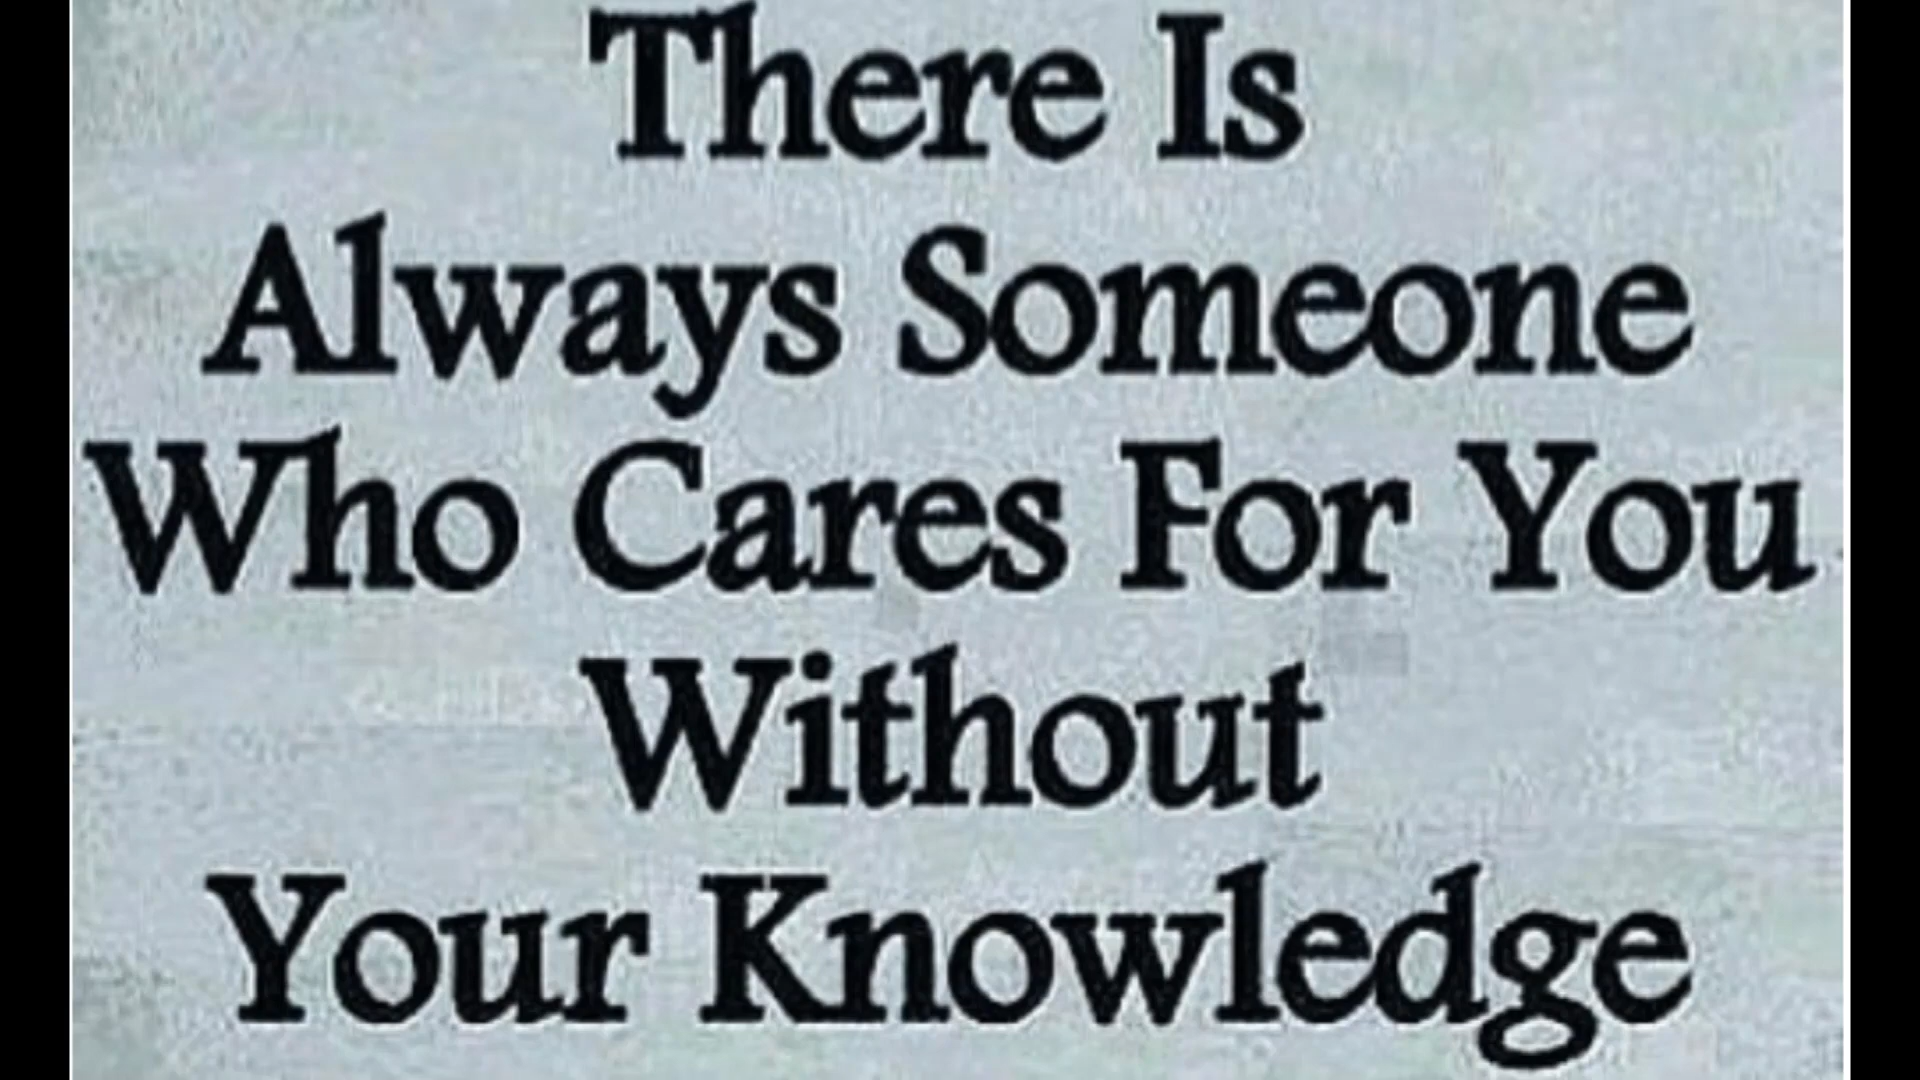 There Is
Always Someone
Who Cares For You
Without
Your Knowledge